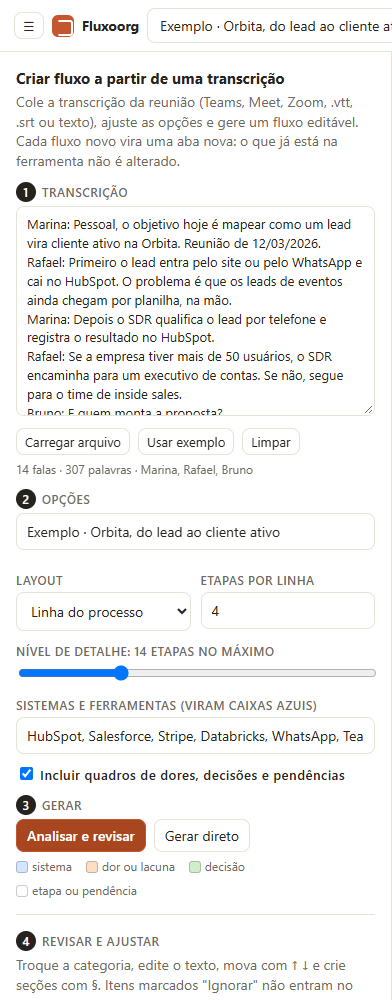 ☰ Fluxoorg Exemplo · Orbita, do lead ao cliente at
Criar fluxo a partir de uma transcrição
Cole a transcrição da reunião (Teams, Meet, Zoom, .vtt,
.srt ou texto), ajuste as opções e gere um fluxo editável.
Cada fluxo novo vira uma aba nova: o que já está na
ferramenta não é alterado.
1 TRANSCRIÇÃO
Marina: Pessoal, o objetivo hoje é mapear como um lead
vira cliente ativo na Orbita. Reunião de 12/03/2026.
Rafael: Primeiro o lead entra pelo site ou pelo WhatsApp e
cai no HubSpot. O problema é que os leads de eventos
ainda chegam por planilha, na mão.
Marina: Depois o SDR qualifica o lead por telefone e
registra o resultado no HubSpot.
Rafael: Se a empresa tiver mais de 50 usuários, o SDR
encaminha para um executivo de contas. Se não, segue
para o time de inside sales.
Bruno: E quem monta a proposta?
Carregar arquivo Usar exemplo Limpar
14 falas · 307 palavras · Marina, Rafael, Bruno
2 OPÇÕES
Exemplo · Orbita, do lead ao cliente ativo
LAYOUT ETAPAS POR LINHA
Linha do processo 4
NÍVEL DE DETALHE: 14 ETAPAS NO MÁXIMO
SISTEMAS E FERRAMENTAS (VIRAM CAIXAS AZUIS)
HubSpot, Salesforce, Stripe, Databricks, WhatsApp, Tea
Incluir quadros de dores, decisões e pendências
3 GERAR
Analisar e revisar Gerar direto
sistema dor ou lacuna decisão
etapa ou pendência
4 REVISAR E AJUSTAR
Troque a categoria, edite o texto, mova com ↑ ↓ e crie
seções com §. Itens marcados "Ignorar" não entram no